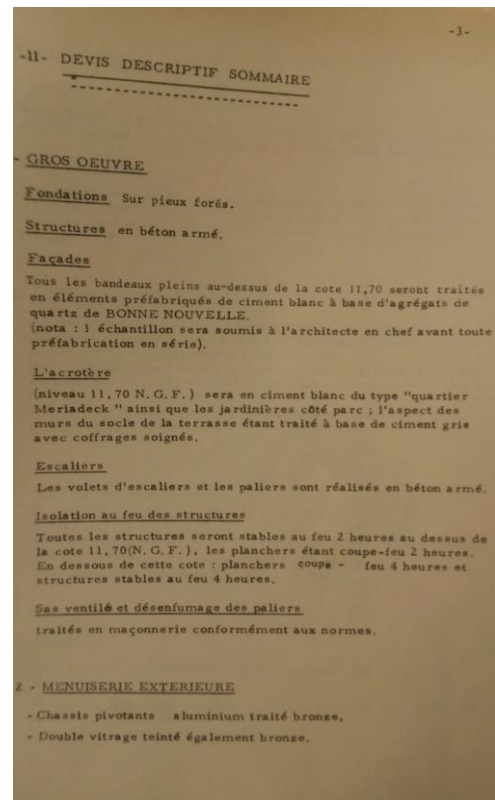 -3-
-11- DEVIS DESCRIPTIF SOMMAIRE
- GROS OEUVRE
Fondations Sur pieux forés.
Structures en béton armé.
Façades
Tous les bandeaux pleins au-dessus de la cote 11,70 seront traités
en éléments préfabriqués de ciment blanc à base d'agrégats de
quartz de BONNE NOUVELLE.
(nota : 1 échantillon sera soumis à l'architecte en chef avant toute
préfabrication en série).
L'acrotère
(niveau 11,70 N.G.F.) sera en ciment blanc du type "quartier
Meriadeck " ainsi que les jardinières côté parc ; l'aspect des
murs du socle de la terrasse étant traité à base de ciment gris
avec coffrages soignés.
Escaliers
Les volets d'escaliers et les paliers sont réalisés en béton armé.
Isolation au feu des structures
Toutes les structures seront stables au feu 2 heures au dessus de
la cote 11,70(N.G.F.), les planchers étant coupe-feu 2 heures.
En dessous de cette cote : planchers coupe - feu 4 heures et
structures stables au feu 4 heures.
Sas ventilé et désenfumage des paliers
traités en maçonnerie conformément aux normes.
2 - MENUISERIE EXTERIEURE
- Chassis pivotants aluminium traité bronze,
- Double vitrage teinté également bronze.